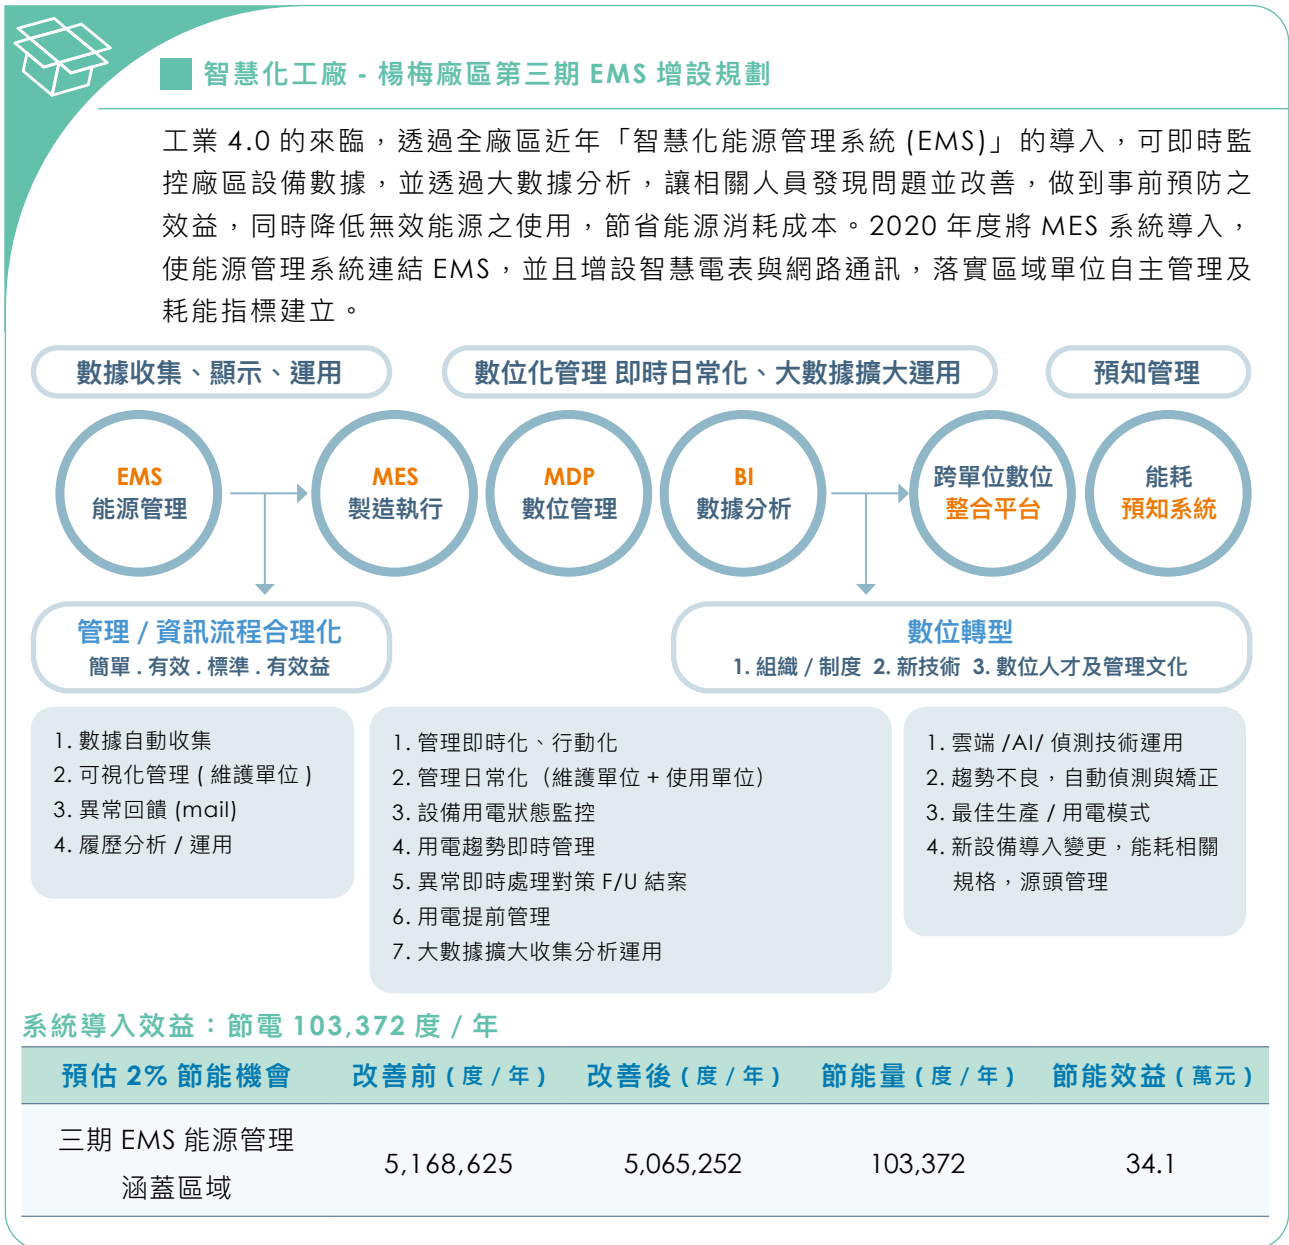 智慧化工廠 - 楊梅廠區第三期 EMS 增設規劃
工業 4.0 的來臨，透過全廠區近年「智慧化能源管理系統 (EMS)」的導入，可即時監
控廠區設備數據，並透過大數據分析，讓相關人員發現問題並改善，做到事前預防之
效益，同時降低無效能源之使用，節省能源消耗成本。2020 年度將 MES 系統導入，
使能源管理系統連結 EMS，並且增設智慧電表與網路通訊，落實區域單位自主管理及
耗能指標建立。
數據收集、顯示、運用
數位化管理 即時日常化、大數據擴大運用
預知管理
EMS
能源管理
MES
製造執行
MDP
數位管理
BI
數據分析
跨單位數位
整合平台
能耗
預知系統
管理 / 資訊流程合理化
簡單 . 有效 . 標準 . 有效益
數位轉型
1. 組織 / 制度 2. 新技術 3. 數位人才及管理文化
1. 數據自動收集
2. 可視化管理 ( 維護單位 )
3. 異常回饋 (mail)
4. 履歷分析 / 運用
1. 管理即時化、行動化
2. 管理日常化（維護單位 + 使用單位）
3. 設備用電狀態監控
4. 用電趨勢即時管理
5. 異常即時處理對策 F/U 結案
6. 用電提前管理
7. 大數據擴大收集分析運用
1. 雲端 /AI/ 偵測技術運用
2. 趨勢不良，自動偵測與矯正
3. 最佳生產 / 用電模式
4. 新設備導入變更，能耗相關
規格，源頭管理
系統導入效益：節電 103,372 度 / 年
預估 2% 節能機會 改善前 ( 度 / 年 ) 改善後 ( 度 / 年 ) 節能量 ( 度 / 年 ) 節能效益 ( 萬元 )
三期 EMS 能源管理
涵蓋區域
5,168,625 5,065,252 103,372 34.1